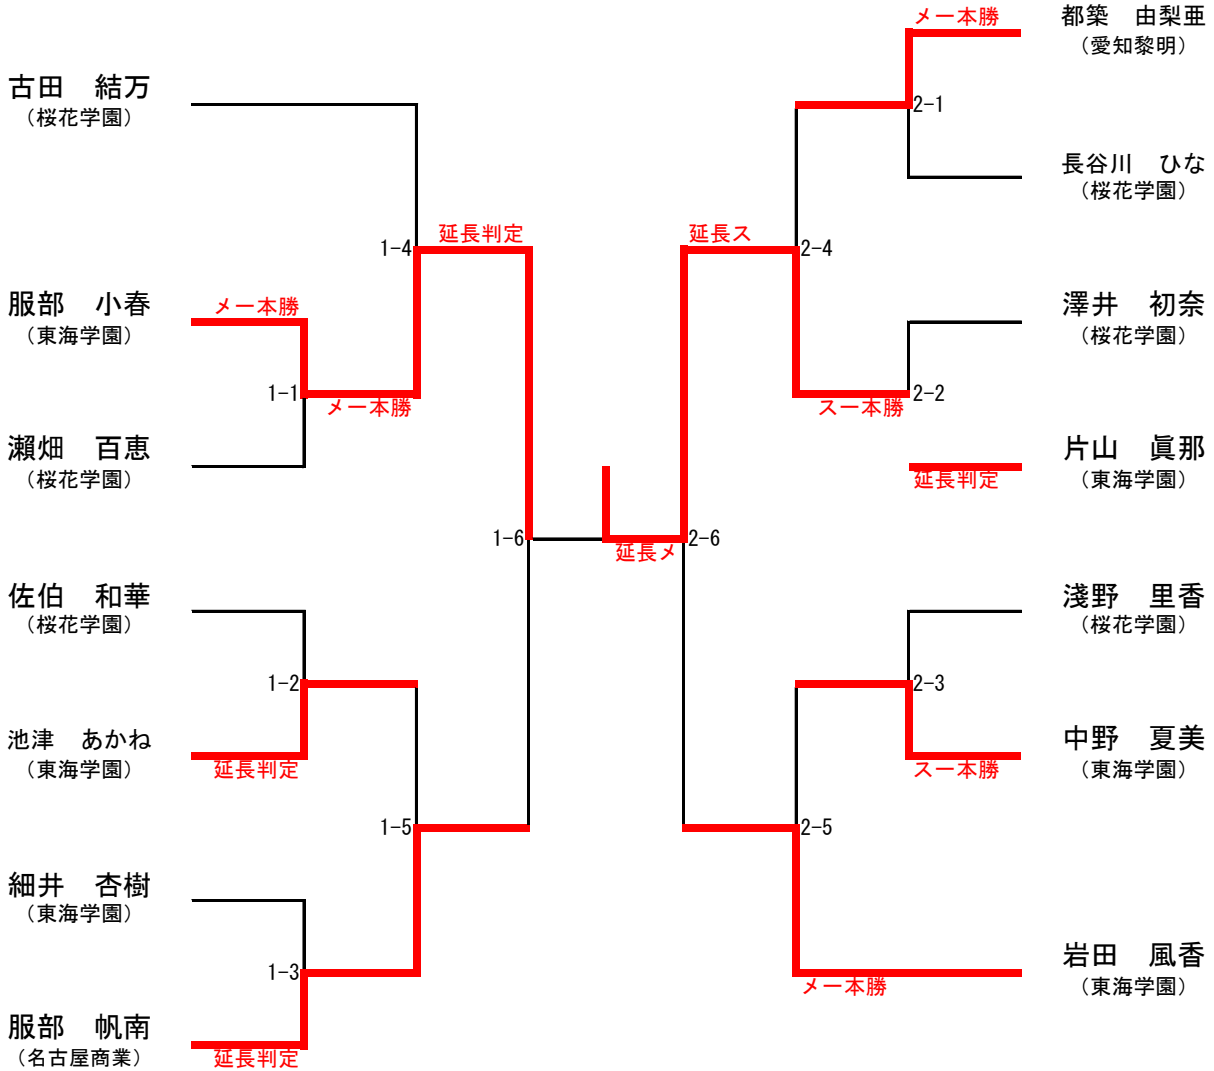 古田　結万
（桜花学園）
服部　小春
（東海学園）
瀬畑　百恵
（桜花学園）
佐伯　和華
（桜花学園）
池津　あかね
（東海学園）
細井　杏樹
（東海学園）
服部　帆南
（名古屋商業）
メ一本勝
1-1
メ一本勝
1-4
延長判定
1-2
延長判定
1-5
1-3
延長判定
1-6
延長メ
2-6
延長ス
2-4
ス一本勝
2-2
延長判定
メ一本勝
2-1
2-3
ス一本勝
2-5
メ一本勝
都築　由梨亜
（愛知黎明）
長谷川　ひな
（桜花学園）
澤井　初奈
（桜花学園）
片山　眞那
（東海学園）
淺野　里香
（桜花学園）
中野　夏美
（東海学園）
岩田　風香
（東海学園）